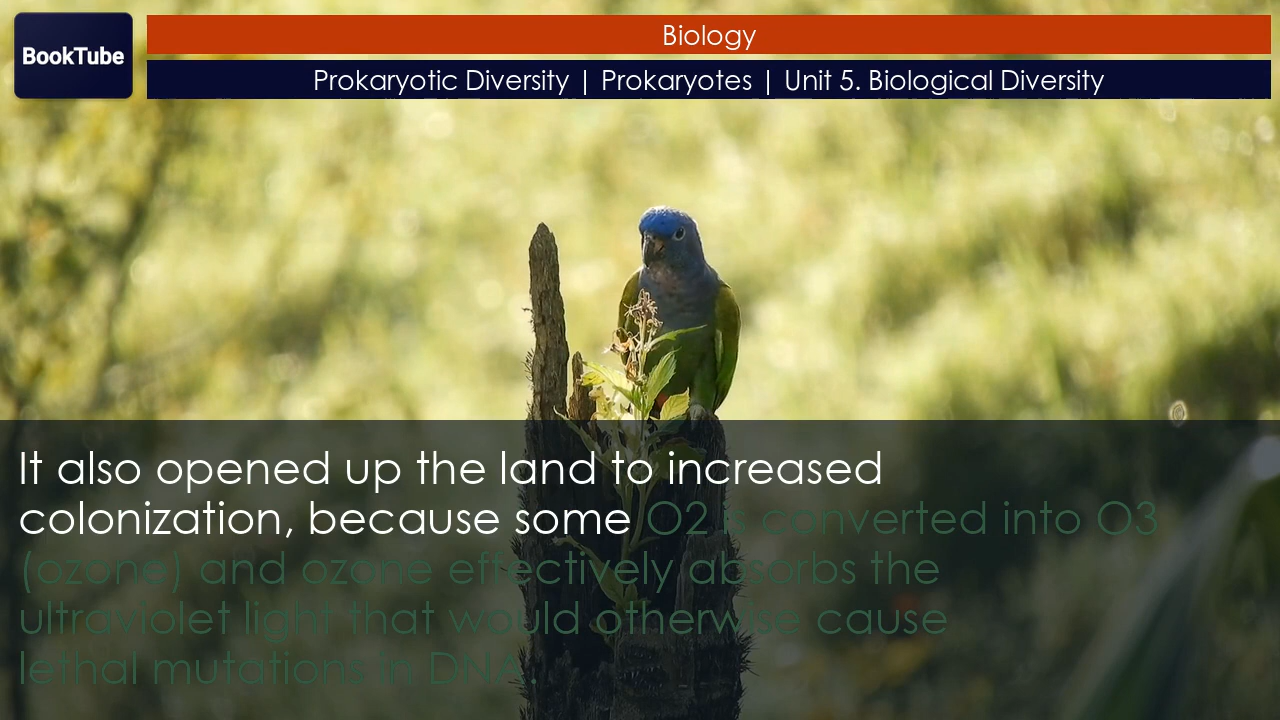 BookTube
Biology
Prokaryotic Diversity | Prokaryotes | Unit 5. Biological Diversity
It also opened up the land to increased
colonization, because some O2 is converted into O3
(ozone) and ozone effectively absorbs the
ultraviolet light that would otherwise cause
lethal mutations in DNA.